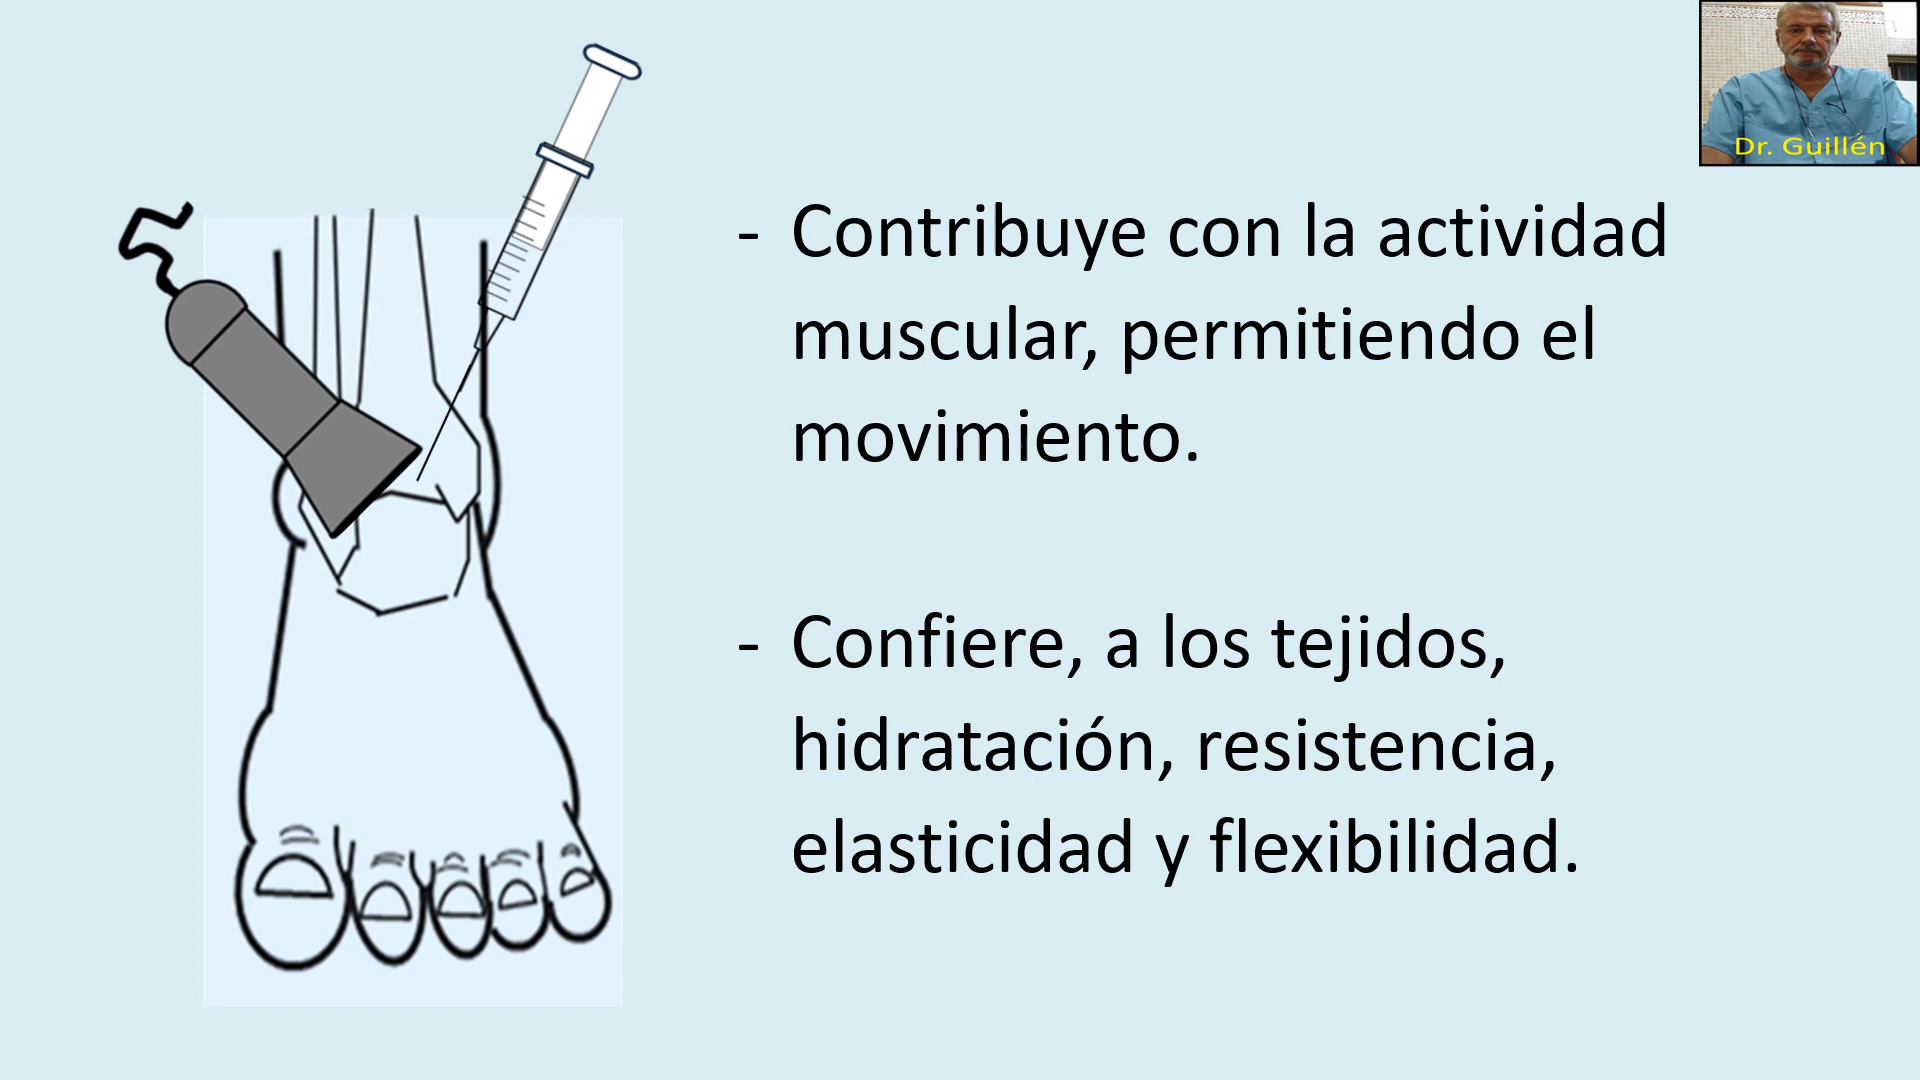 Dr. Guillén
- Contribuye con la actividad
muscular, permitiendo el
movimiento.
- Confiere, a los tejidos,
hidratación, resistencia,
elasticidad y flexibilidad.